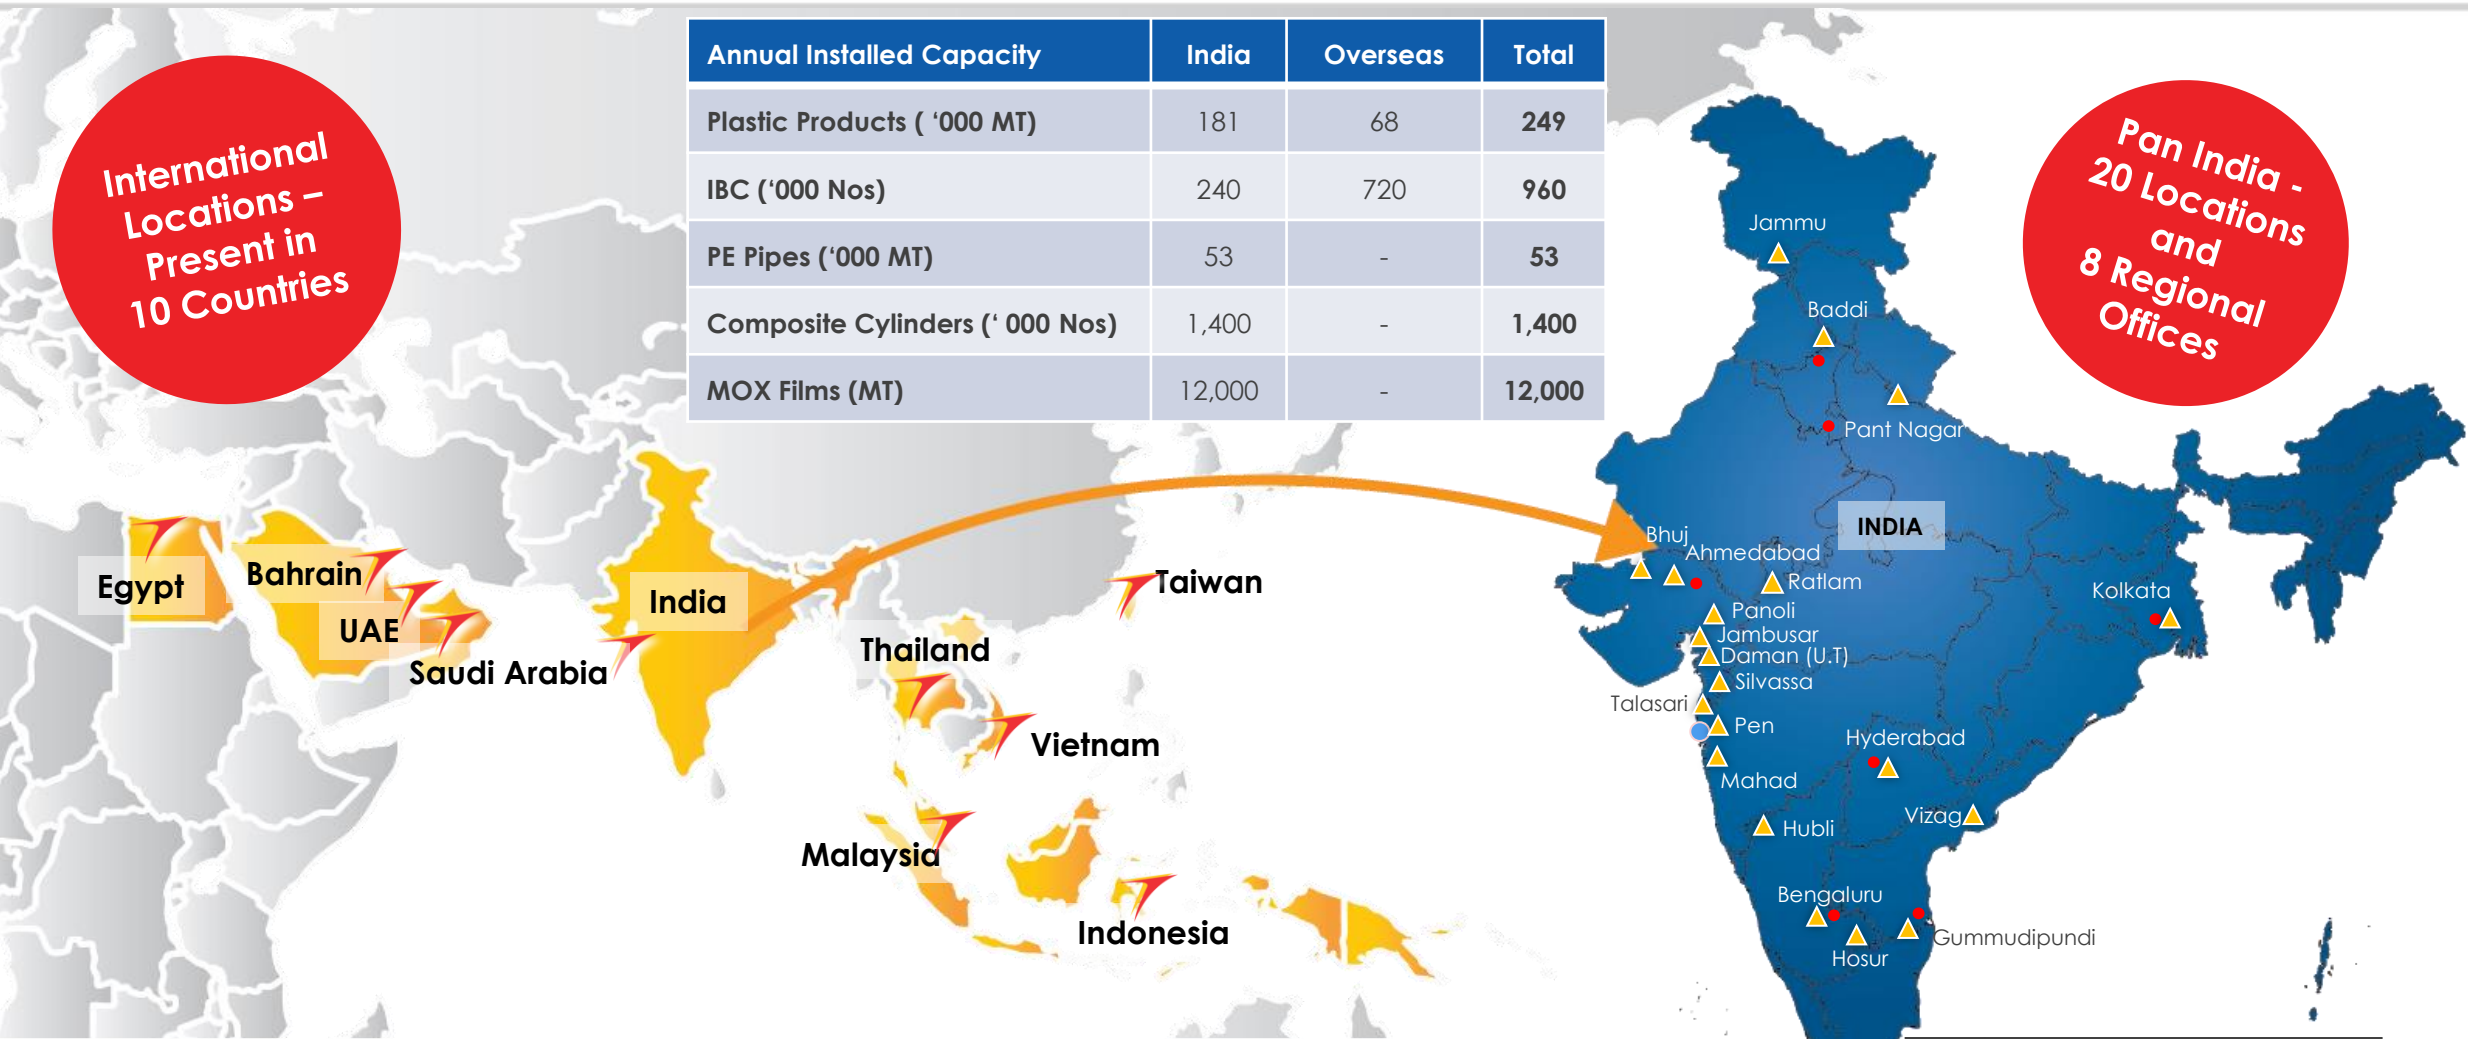 International
Locations –
Present in
10 Countries
Annual Installed Capacity India Overseas Total
Plastic Products ( ‘000 MT) 181 68 249
IBC (‘000 Nos) 240 720 960
PE Pipes (‘000 MT) 53 - 53
Composite Cylinders (‘ 000 Nos) 1,400 - 1,400
MOX Films (MT) 12,000 - 12,000
Pan India -
20 Locations
and
8 Regional
Offices
Egypt
Bahrain
UAE
Saudi Arabia
India
Thailand
Taiwan
Vietnam
Malaysia
Indonesia
Jammu
Baddi
Pant Nagar
INDIA
Bhuj
Ahmedabad
Ratlam
Kolkata
Panoli
Jambusar
Daman (U.T)
Silvassa
Talasari
Pen
Hyderabad
Mahad
Vizag
Hubli
Bengaluru
Gummudipundi
Hosur